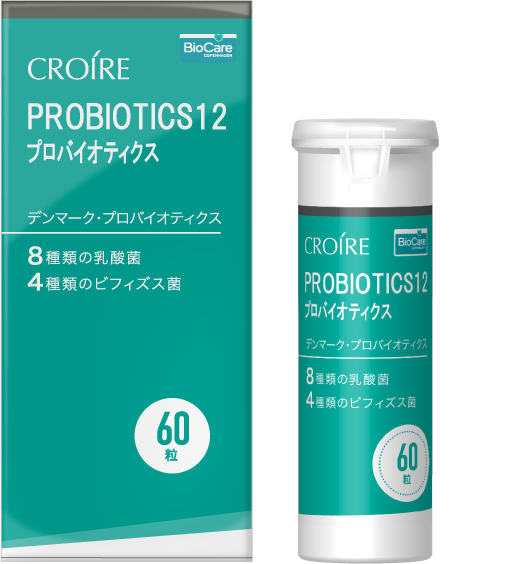 BioCare
COPENHAGEN
CROIRE
PROBIOTICS12
プロバイオティクス
デンマーク・プロバイオティクス
8種類の乳酸菌
4種類のビフィズス菌
60
粒
CROIRE
BioCare
PROBIOTICS12
プロバイオティクス
デンマーク・プロバイオティクス
8種類の乳酸菌
4種類のビフィズス菌
60
粒